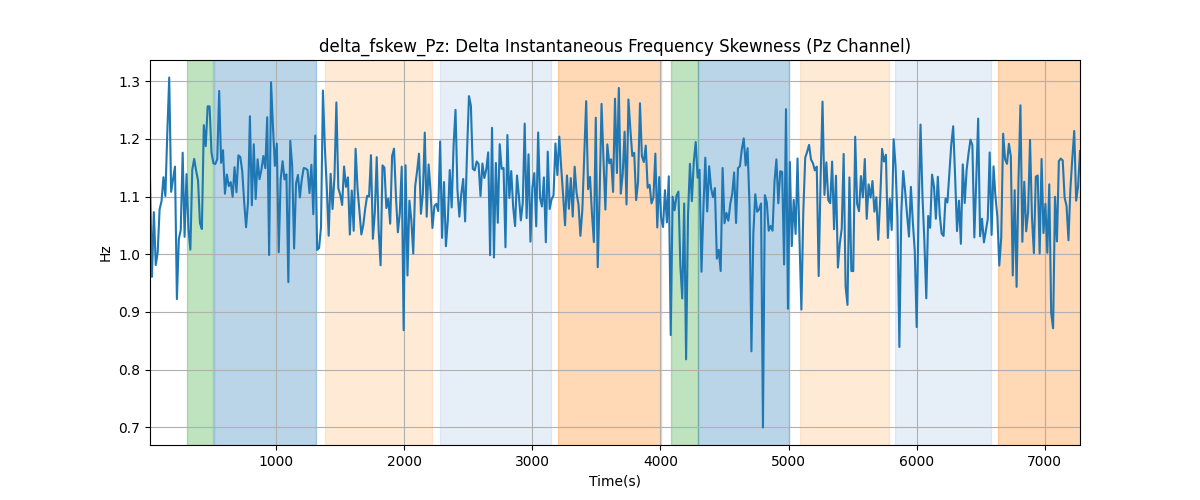 delta_fskew_Pz: Delta Instantaneous Frequency Skewness (Pz Channel)
1.3
1.2
1.1
1.0
0.9
0.8
0.7
Hz
1000 2000 3000 4000 5000 6000 7000
Time(s)